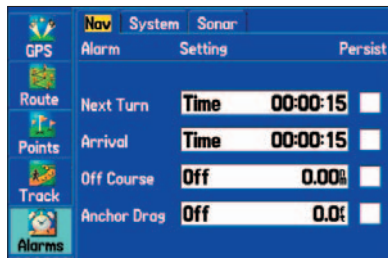 Nav System Sonar
GPS
Alarm Setting Persist
Route
Next Turn Time 00:00:15
Points
Arrival Time 00:00:15
Track
Off Course Off 0.00
Alarms
Anchor Drag Off 0.0